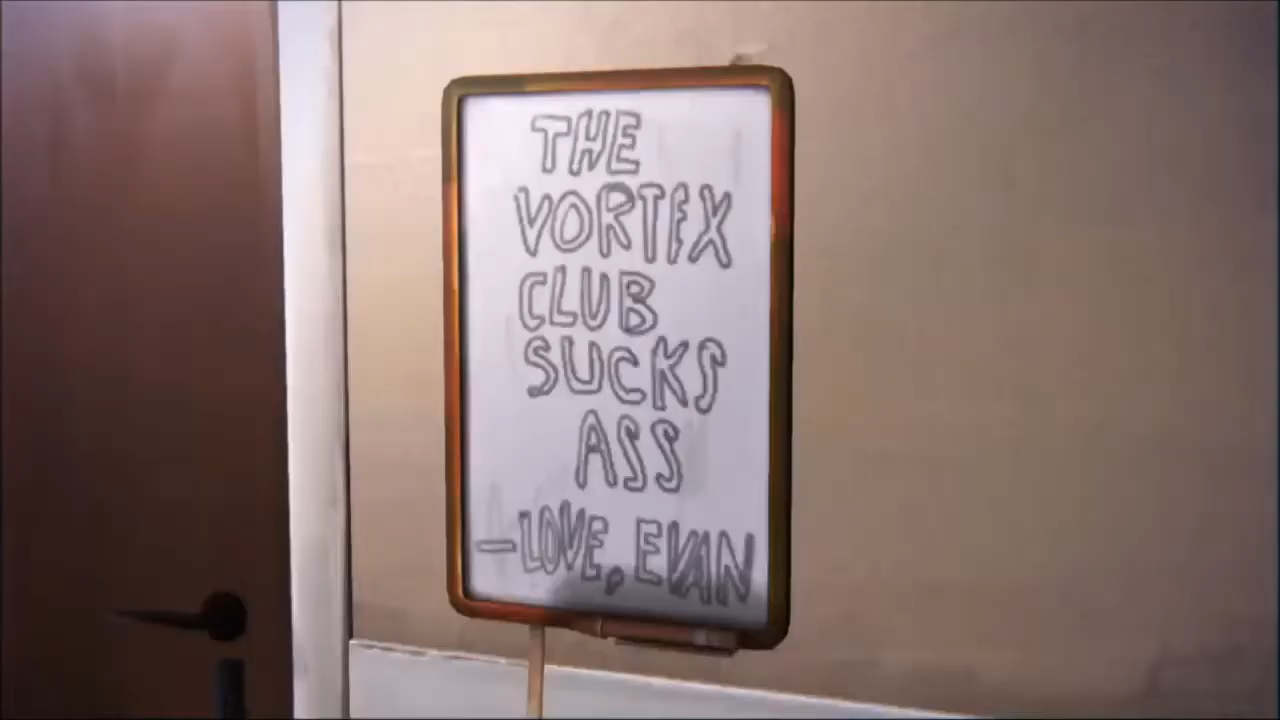 THE
VORTEX
CLUB
SUCKS
ASS
—LOVE, EVAN